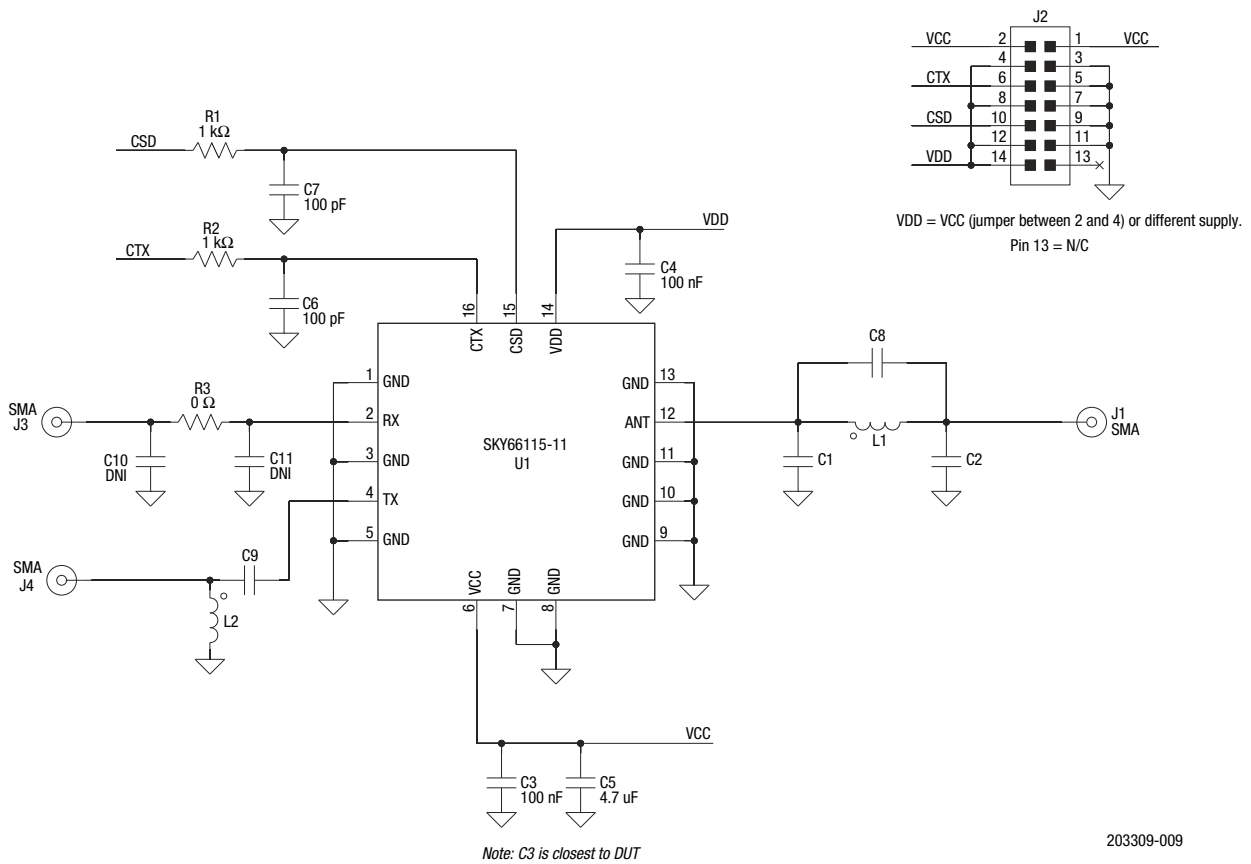 J2
VCC 2 1 VCC
4 3
CTX 6 5
8 7
CSD 10 9
12 11
VDD 14 13
VDD = VCC (jumper between 2 and 4) or different supply.
Pin 13 = N/C
R1
1 kΩ
CSD
C7
100 pF
R2
1 kΩ
CTX
C6
100 pF
VDD
C4
100 nF
16 15 14
CTX CSD VDD
1 GND
2 RX
3 GND
4 TX
5 GND
SKY66115-11
U1
GND 13
ANT 12
GND 11
GND 10
GND 9
VCC GND GND
6 7 8
SMA
J3
R3
0 Ω
C10
DNI
C11
DNI
SMA
J4
C9
L2
C8
L1
C1
C2
J1
SMA
VCC
C3
100 nF
C5
4.7 uF
Note: C3 is closest to DUT
203309-009